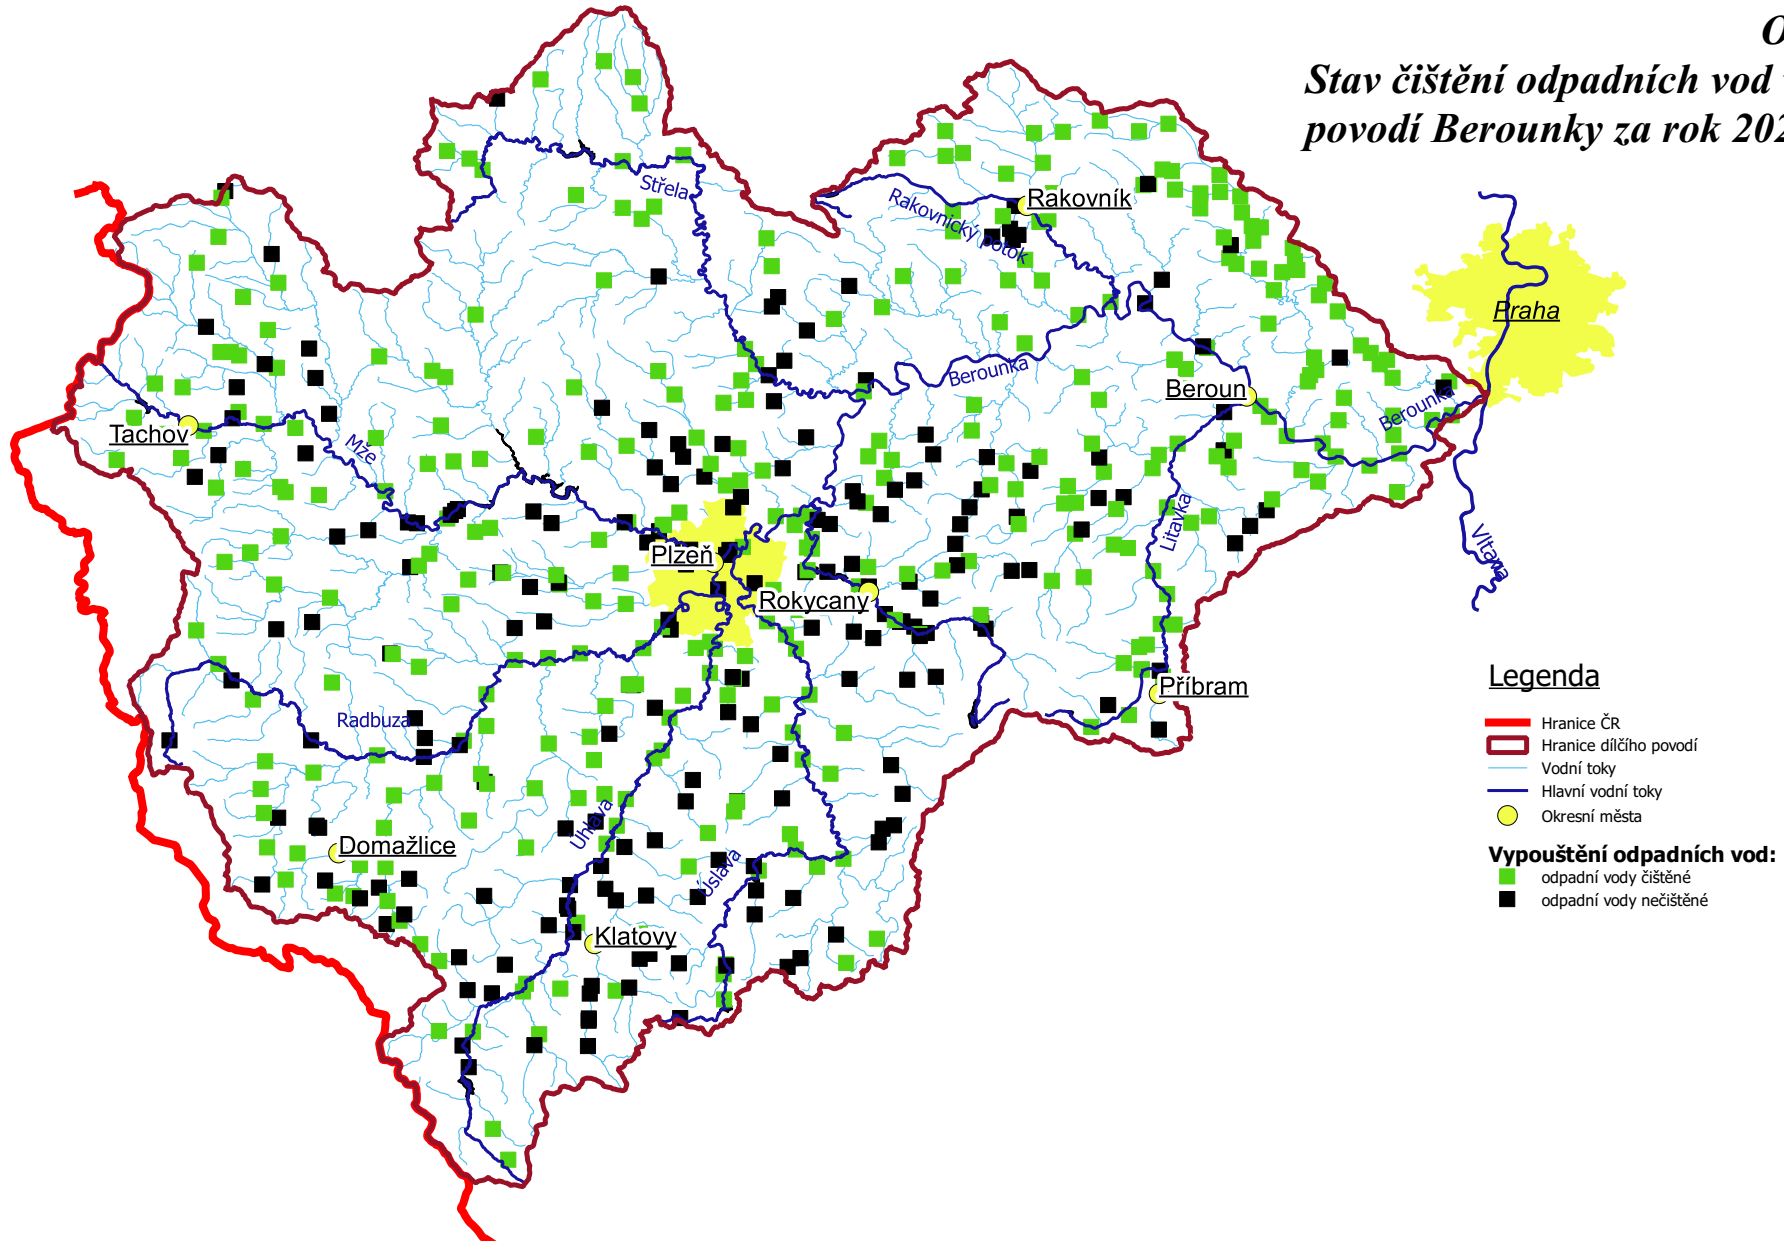 O
Stav čištění odpadních vod v
povodí Berounky za rok 202
Střela
Rakovník
Rakovnický potok
Praha
Berounka
Beroun
Berounka
Tachov
Mže
Litavka
Vltava
Plzeň
Rokycany
Příbram
Radbuza
Úhlava
Domažlice
Úslava
Klatovy
Legenda
Hranice ČR
Hranice dílčího povodí
Vodní toky
Hlavní vodní toky
Okresní města
Vypouštění odpadních vod:
odpadní vody čištěné
odpadní vody nečištěné